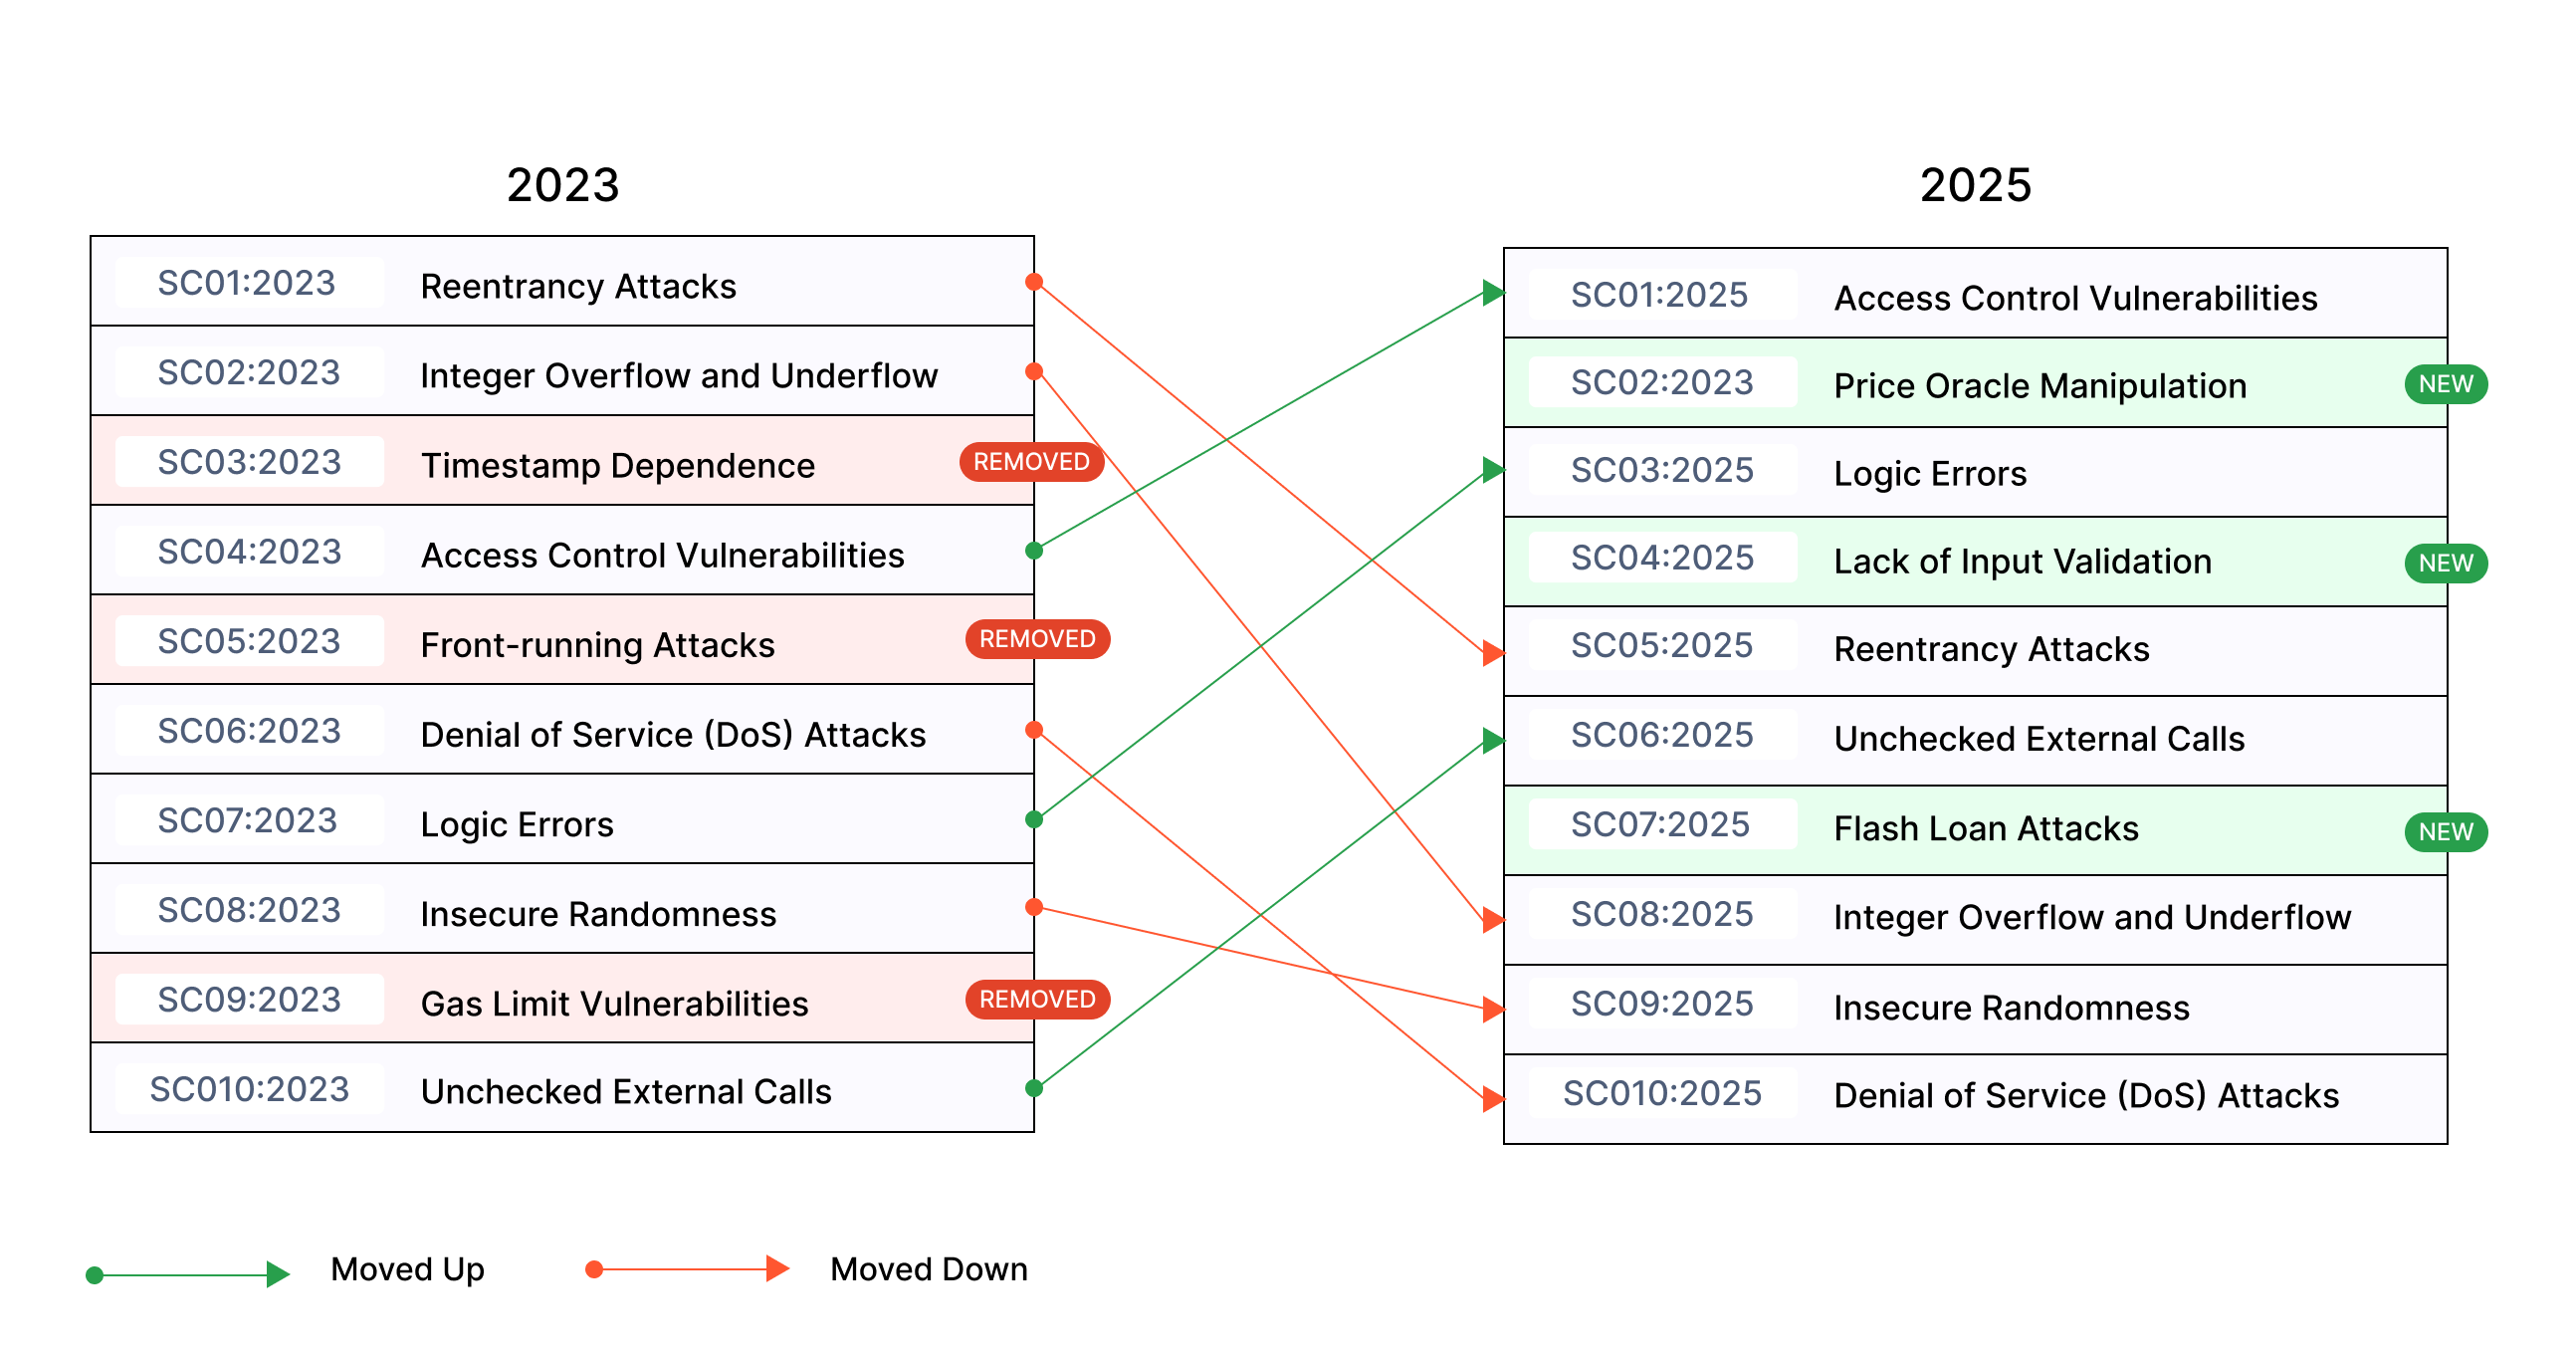 2023
SC01:2023 Reentrancy Attacks
SC02:2023 Integer Overflow and Underflow
SC03:2023 Timestamp Dependence REMOVED
SC04:2023 Access Control Vulnerabilities
SC05:2023 Front-running Attacks REMOVED
SC06:2023 Denial of Service (DoS) Attacks
SC07:2023 Logic Errors
SC08:2023 Insecure Randomness
SC09:2023 Gas Limit Vulnerabilities REMOVED
SC010:2023 Unchecked External Calls
2025
SC01:2025 Access Control Vulnerabilities
SC02:2023 Price Oracle Manipulation NEW
SC03:2025 Logic Errors
SC04:2025 Lack of Input Validation NEW
SC05:2025 Reentrancy Attacks
SC06:2025 Unchecked External Calls
SC07:2025 Flash Loan Attacks NEW
SC08:2025 Integer Overflow and Underflow
SC09:2025 Insecure Randomness
SC010:2025 Denial of Service (DoS) Attacks
Moved Up
Moved Down